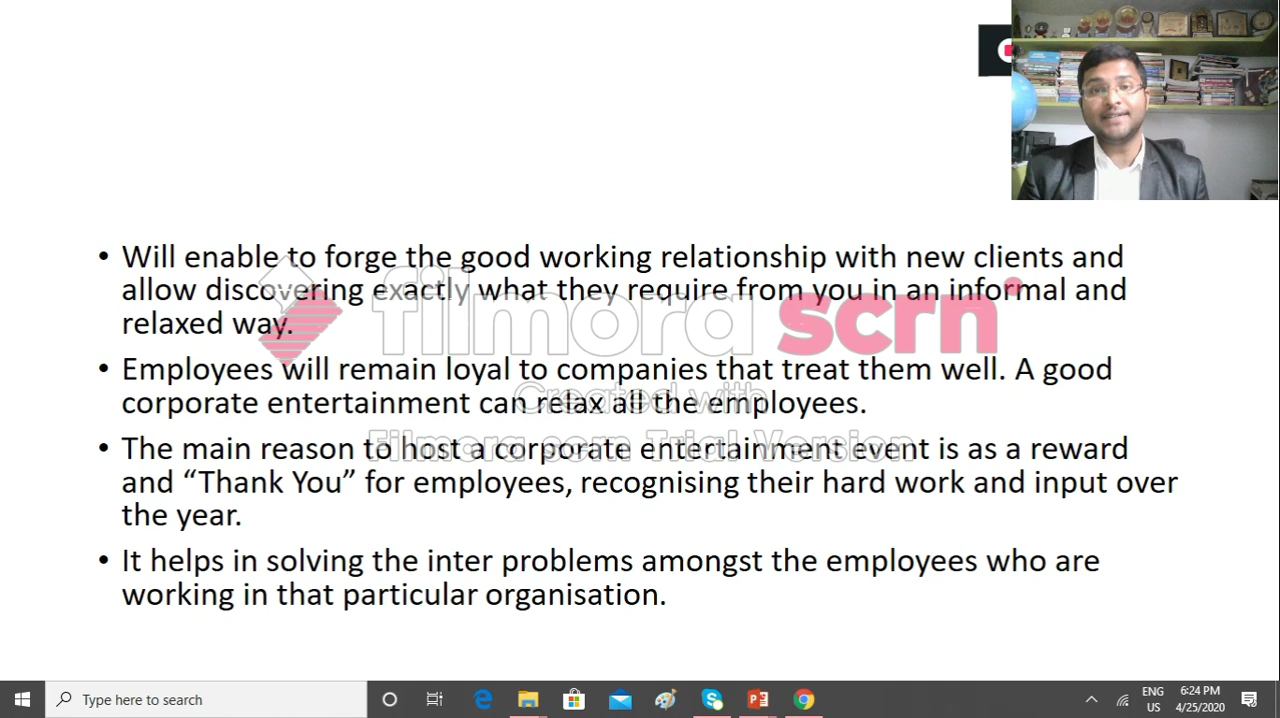 • Will enable to forge the good working relationship with new clients and
allow discovering exactly what they require from you in an informal and
relaxed way.
filmora scrn
• Employees will remain loyal to companies that treat them well. A good
corporate entertainment can relax all the employees.
Created with
• The main reason to host a corporate entertainment event is as a reward
Filmora scrn Trial Version
and “Thank You” for employees, recognising their hard work and input over
the year.
• It helps in solving the inter problems amongst the employees who are
working in that particular organisation.
Type here to search
ENG
US
6:24 PM
4/25/2020